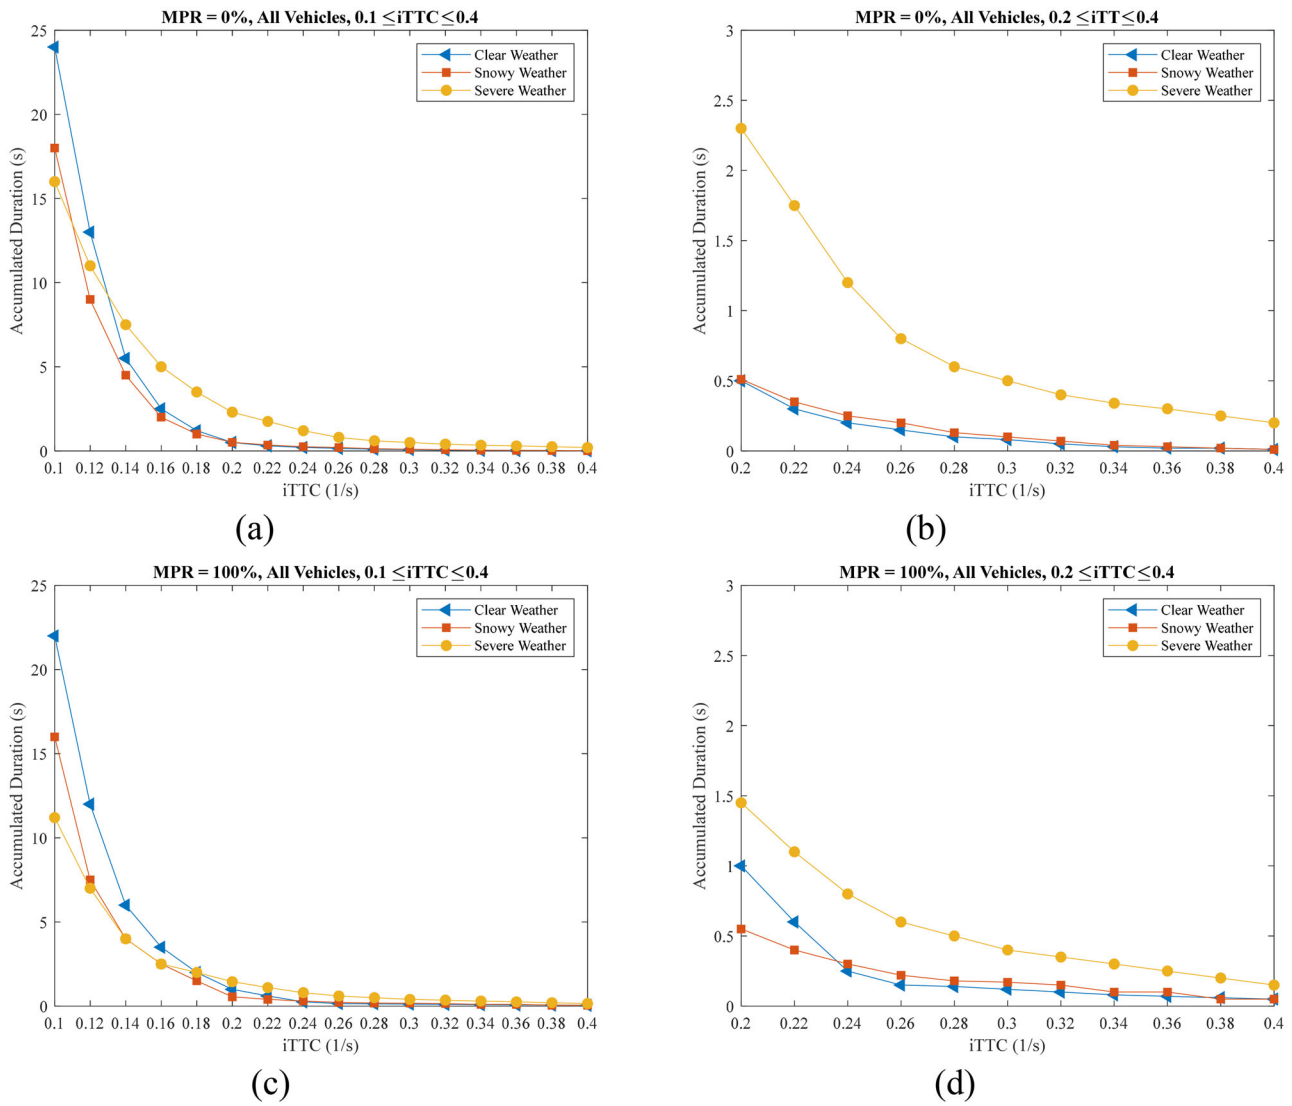 MPR = 0%, All Vehicles, 0.1 ≤iTTC≤0.4
25
20
15
10
5
0
Accumulated Duration (s)
Clear Weather
Snowy Weather
Severe Weather
0.1 0.12 0.14 0.16 0.18 0.2 0.22 0.24 0.26 0.28 0.3 0.32 0.34 0.36 0.38 0.4
iTTC (1/s)
(a)
MPR = 0%, All Vehicles, 0.2 ≤iTT≤0.4
3
2.5
2
1.5
1
0.5
0
Accumulated Duration (s)
Clear Weather
Snowy Weather
Severe Weather
0.2 0.22 0.24 0.26 0.28 0.3 0.32 0.34 0.36 0.38 0.4
iTTC (1/s)
(b)
MPR = 100%, All Vehicles, 0.1 ≤iTTC≤0.4
25
20
15
10
5
0
Accumulated Duration (s)
Clear Weather
Snowy Weather
Severe Weather
0.1 0.12 0.14 0.16 0.18 0.2 0.22 0.24 0.26 0.28 0.3 0.32 0.34 0.36 0.38 0.4
iTTC (1/s)
(c)
MPR = 100%, All Vehicles, 0.2 ≤iTTC≤0.4
3
2.5
2
1.5
1
0.5
0
Accumulated Duration (s)
Clear Weather
Snowy Weather
Severe Weather
0.2 0.22 0.24 0.26 0.28 0.3 0.32 0.34 0.36 0.38 0.4
iTTC (1/s)
(d)